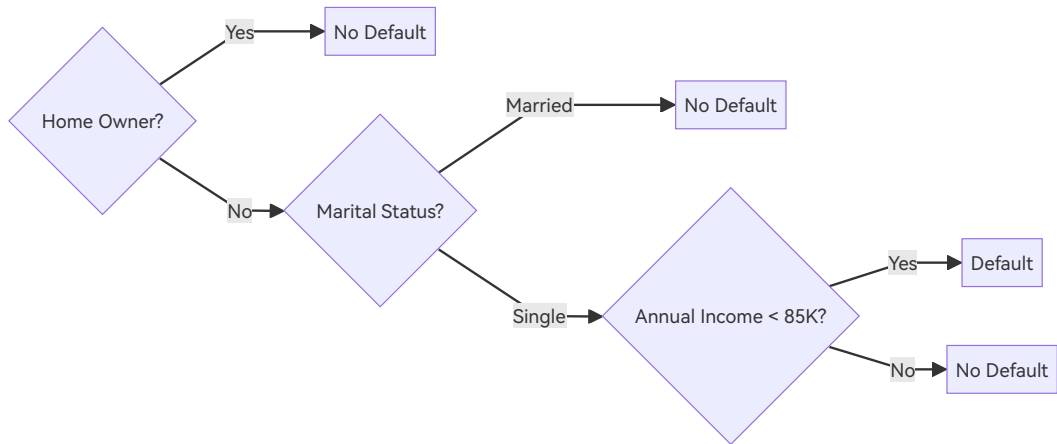 Yes
No Default
Home Owner?
Married
No Default
No
Marital Status?
Single
Annual Income < 85K?
Yes
Default
No
No Default